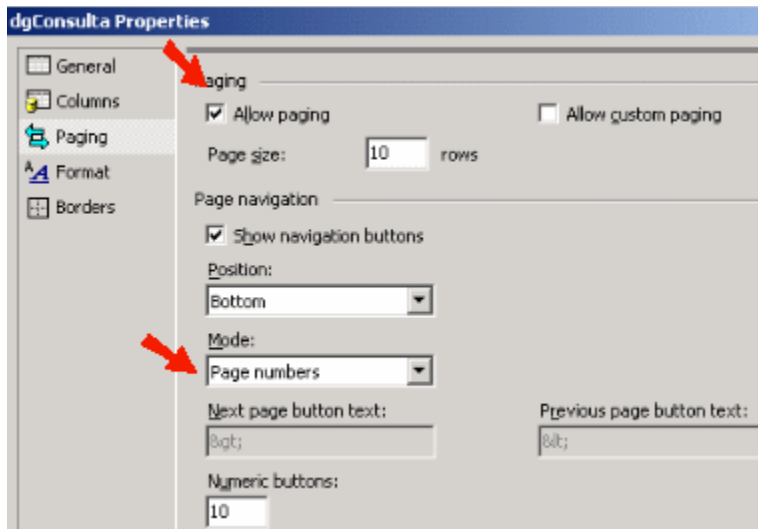 dgConsulta Properties
General
Columns
Paging
Format
Borders
aging
Allow paging
Allow custom paging
Page size:
10
rows
Page navigation
Show navigation buttons
Position:
Bottom
Mode:
Page numbers
Next page button text:
Previous page button text:
&gt;
&lt;
Numeric buttons:
10